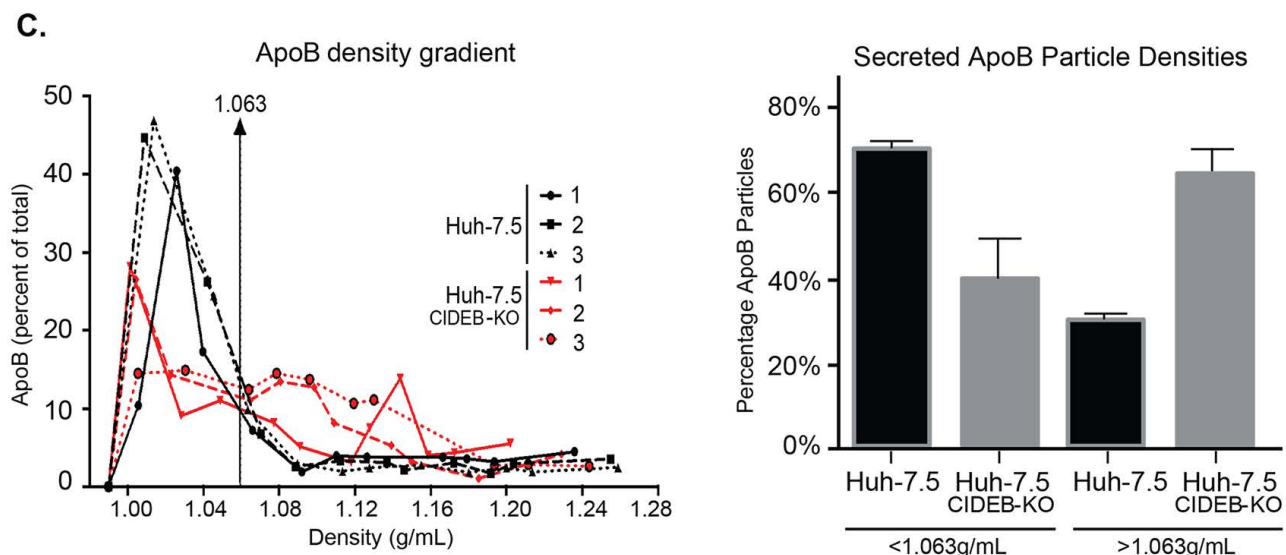 C.
ApoB density gradient
ApoB (percent of total)
50
40
30
20
10
0
1.063
Huh-7.5
1
2
3
Huh-7.5
CIDEB-KO
1
2
3
1.00 1.04 1.08 1.12 1.16 1.20 1.24 1.28
Density (g/mL)
Secreted ApoB Particle Densities
Percentage ApoB Particles
80%
60%
40%
20%
0%
Huh-7.5 Huh-7.5 Huh-7.5 Huh-7.5
CIDEB-KO CIDEB-KO
<1.063g/mL >1.063g/mL